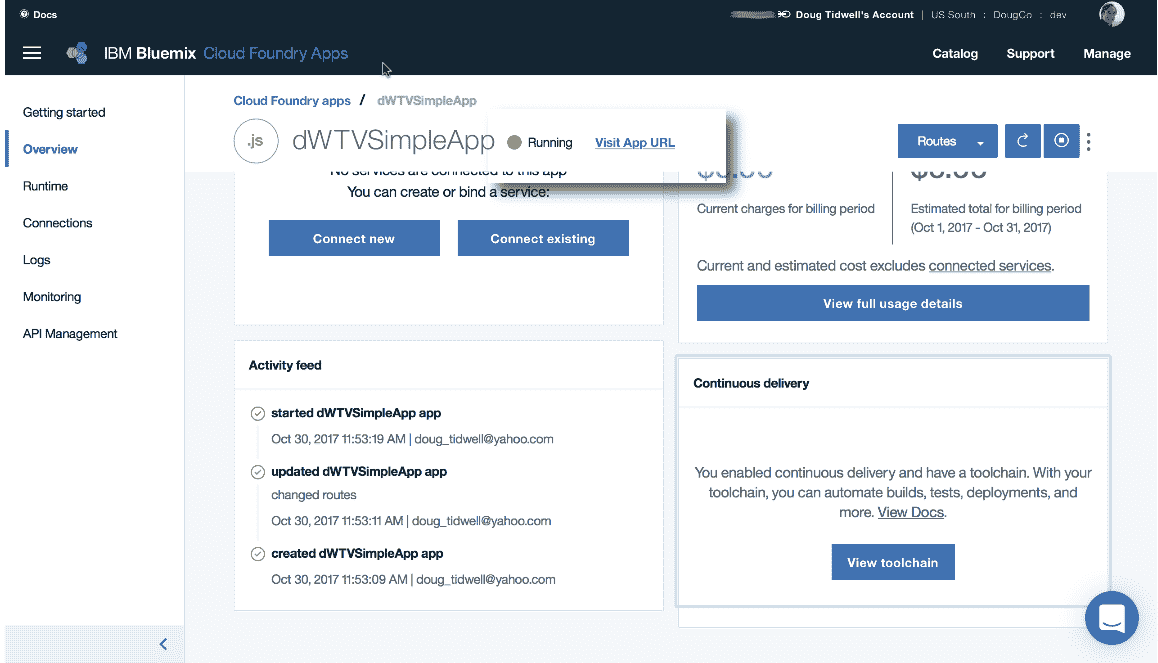 Docs
Doug Tidwell's Account | US South : DougCo : dev
IBM Bluemix Cloud Foundry Apps
Catalog Support Manage
Getting started
Overview
Runtime
Connections
Logs
Monitoring
API Management
Cloud Foundry apps / dWTVSimpleApp
.js dWTVSimpleApp Running Visit App URL
Routes
No services are connected to this app
You can create or bind a service:
Connect new Connect existing
Current charges for billing period
Estimated total for billing period
(Oct 1, 2017 - Oct 31, 2017)
Current and estimated cost excludes connected services.
View full usage details
Activity feed
started dWTVSimpleApp app
Oct 30, 2017 11:53:19 AM | doug_tidwell@yahoo.com
updated dWTVSimpleApp app
changed routes
Oct 30, 2017 11:53:11 AM | doug_tidwell@yahoo.com
created dWTVSimpleApp app
Oct 30, 2017 11:53:09 AM | doug_tidwell@yahoo.com
Continuous delivery
You enabled continuous delivery and have a toolchain. With your
toolchain, you can automate builds, tests, deployments, and
more. View Docs.
View toolchain